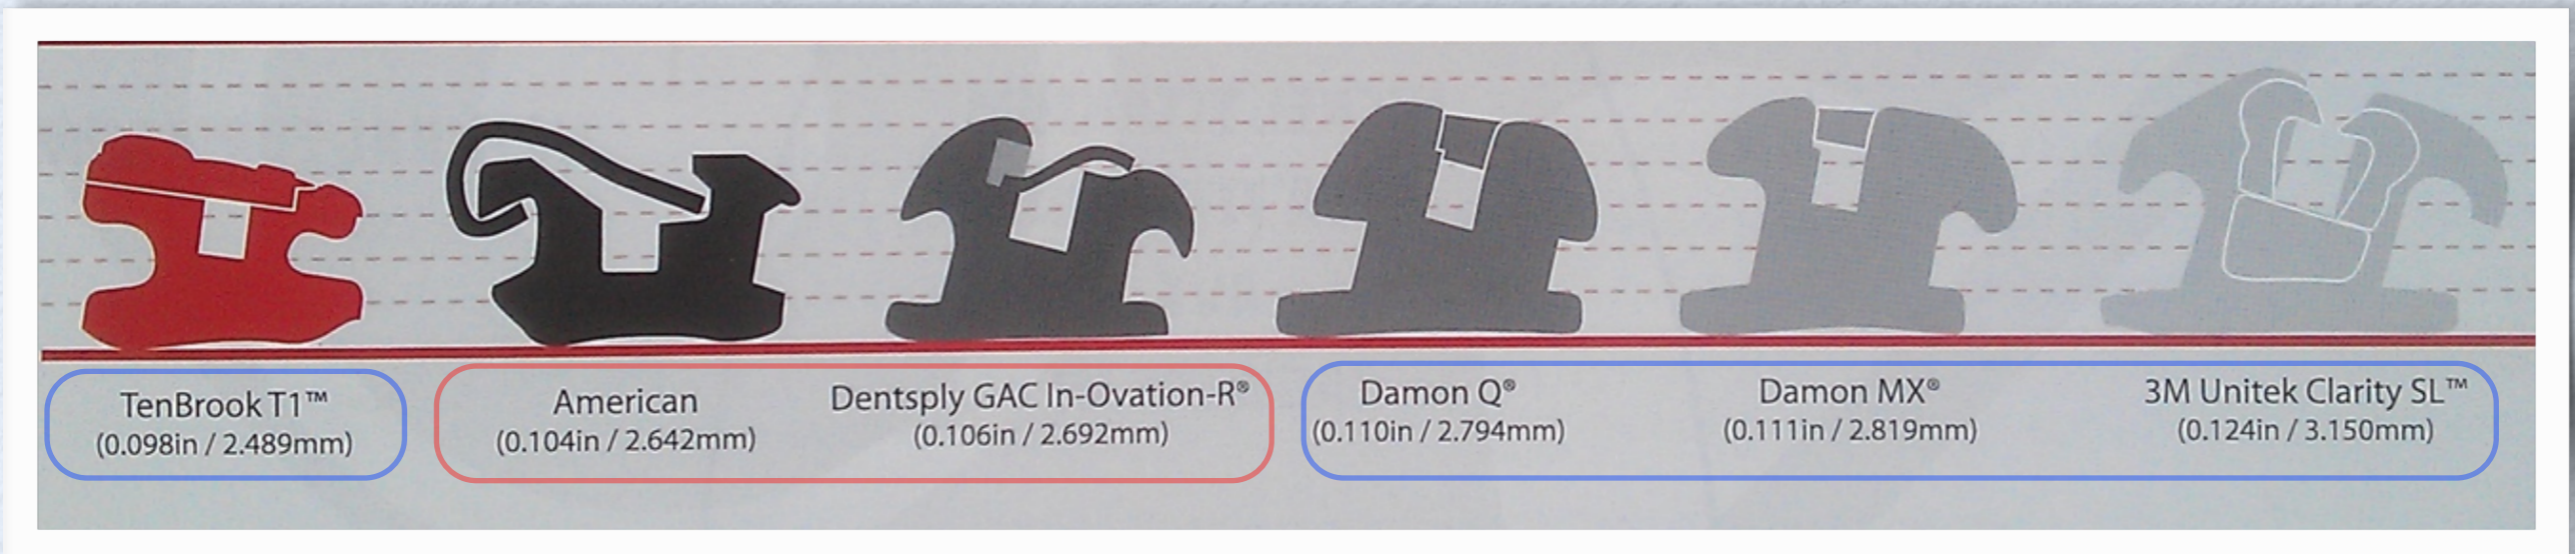 TenBrook T1™
(0.098in / 2.489mm)
American
(0.104in / 2.642mm)
Dentsply GAC In-Ovation-R®
(0.106in / 2.692mm)
Damon Q®
(0.110in / 2.794mm)
Damon MX®
(0.111in / 2.819mm)
3M Unitek Clarity SL™
(0.124in / 3.150mm)